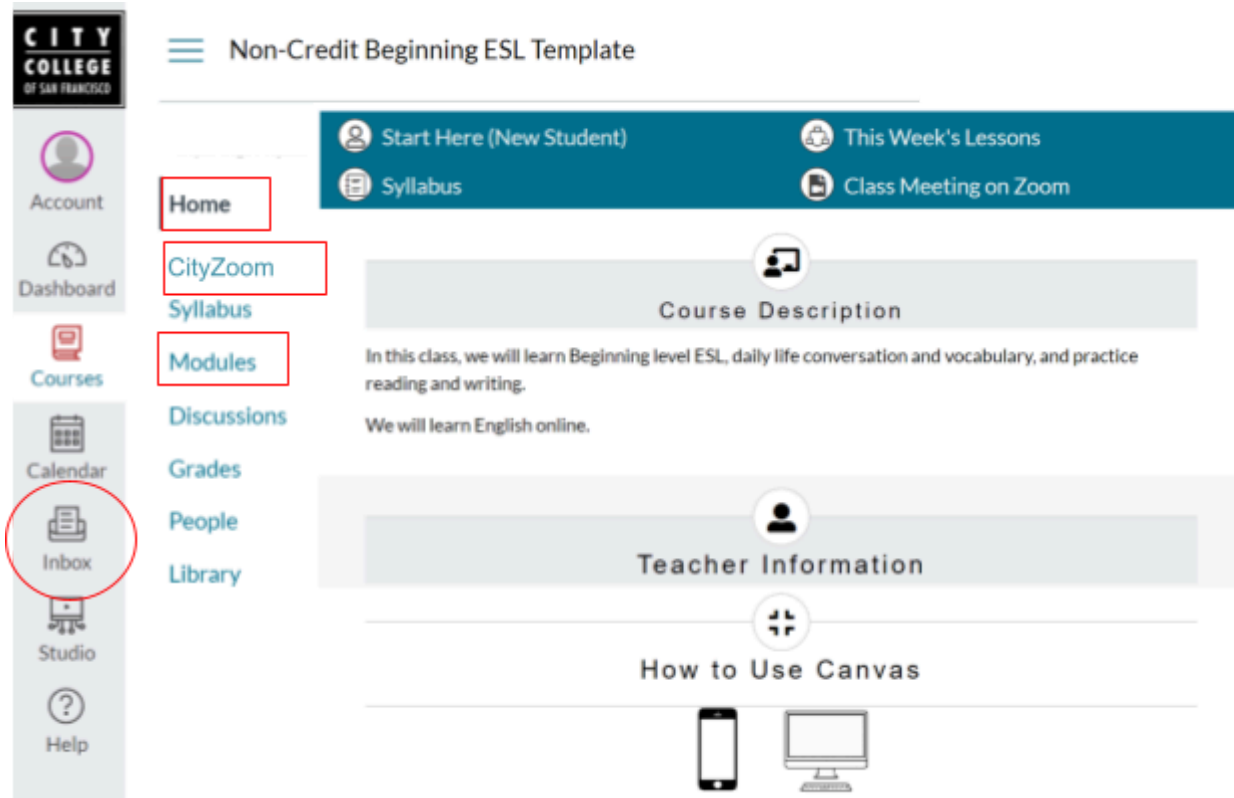 CITY
COLLEGE
OF SAN FRANCISCO
Non-Credit Beginning ESL Template
Account
Dashboard
Courses
Calendar
Inbox
Studio
Help
Home
CityZoom
Syllabus
Modules
Discussions
Grades
People
Library
Start Here (New Student)
This Week's Lessons
Syllabus
Class Meeting on Zoom
Course Description
In this class, we will learn Beginning level ESL, daily life conversation and vocabulary, and practice
reading and writing.
We will learn English online.
Teacher Information
How to Use Canvas